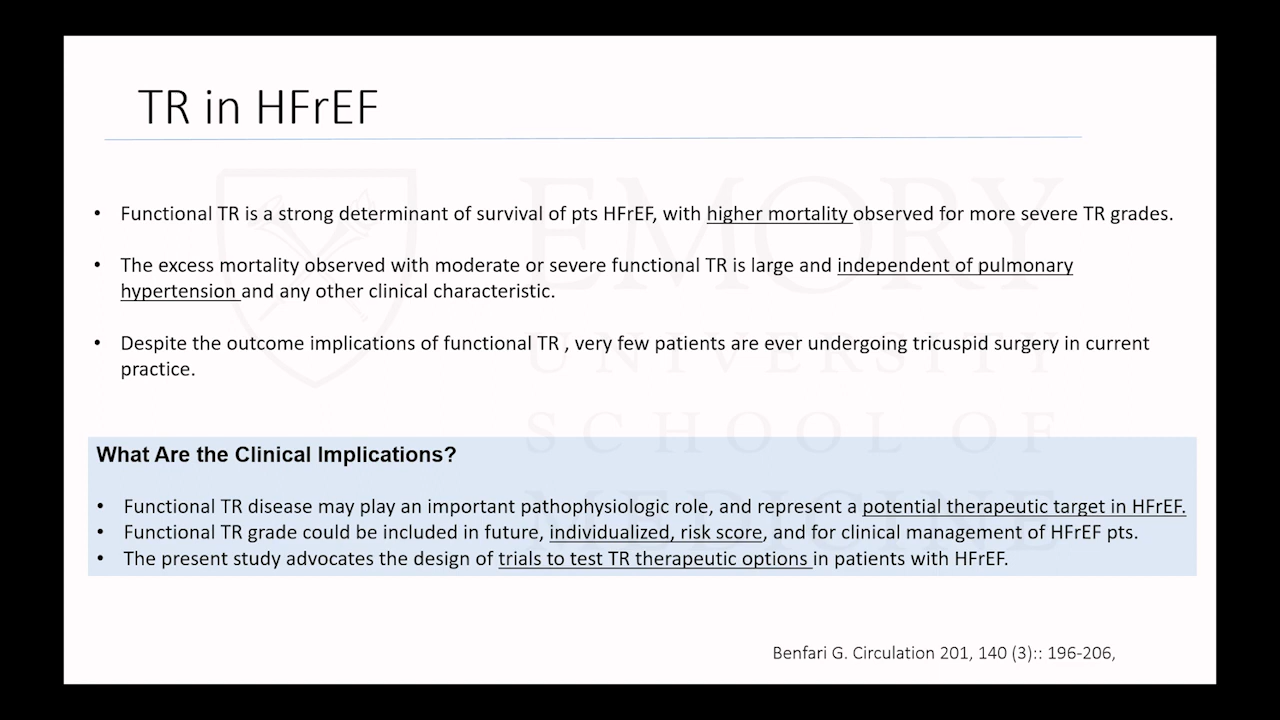 TR in HFrEF
EMORY
UNIVERSITY
SCHOOL OF
MEDICINE
• Functional TR is a strong determinant of survival of pts HFrEF, with higher mortality observed for more severe TR grades.
• The excess mortality observed with moderate or severe functional TR is large and independent of pulmonary
hypertension and any other clinical characteristic.
• Despite the outcome implications of functional TR , very few patients are ever undergoing tricuspid surgery in current
practice.
What Are the Clinical Implications?
• Functional TR disease may play an important pathophysiologic role, and represent a potential therapeutic target in HFrEF.
• Functional TR grade could be included in future, individualized, risk score, and for clinical management of HFrEF pts.
• The present study advocates the design of trials to test TR therapeutic options in patients with HFrEF.
Benfari G. Circulation 201, 140 (3):: 196-206,